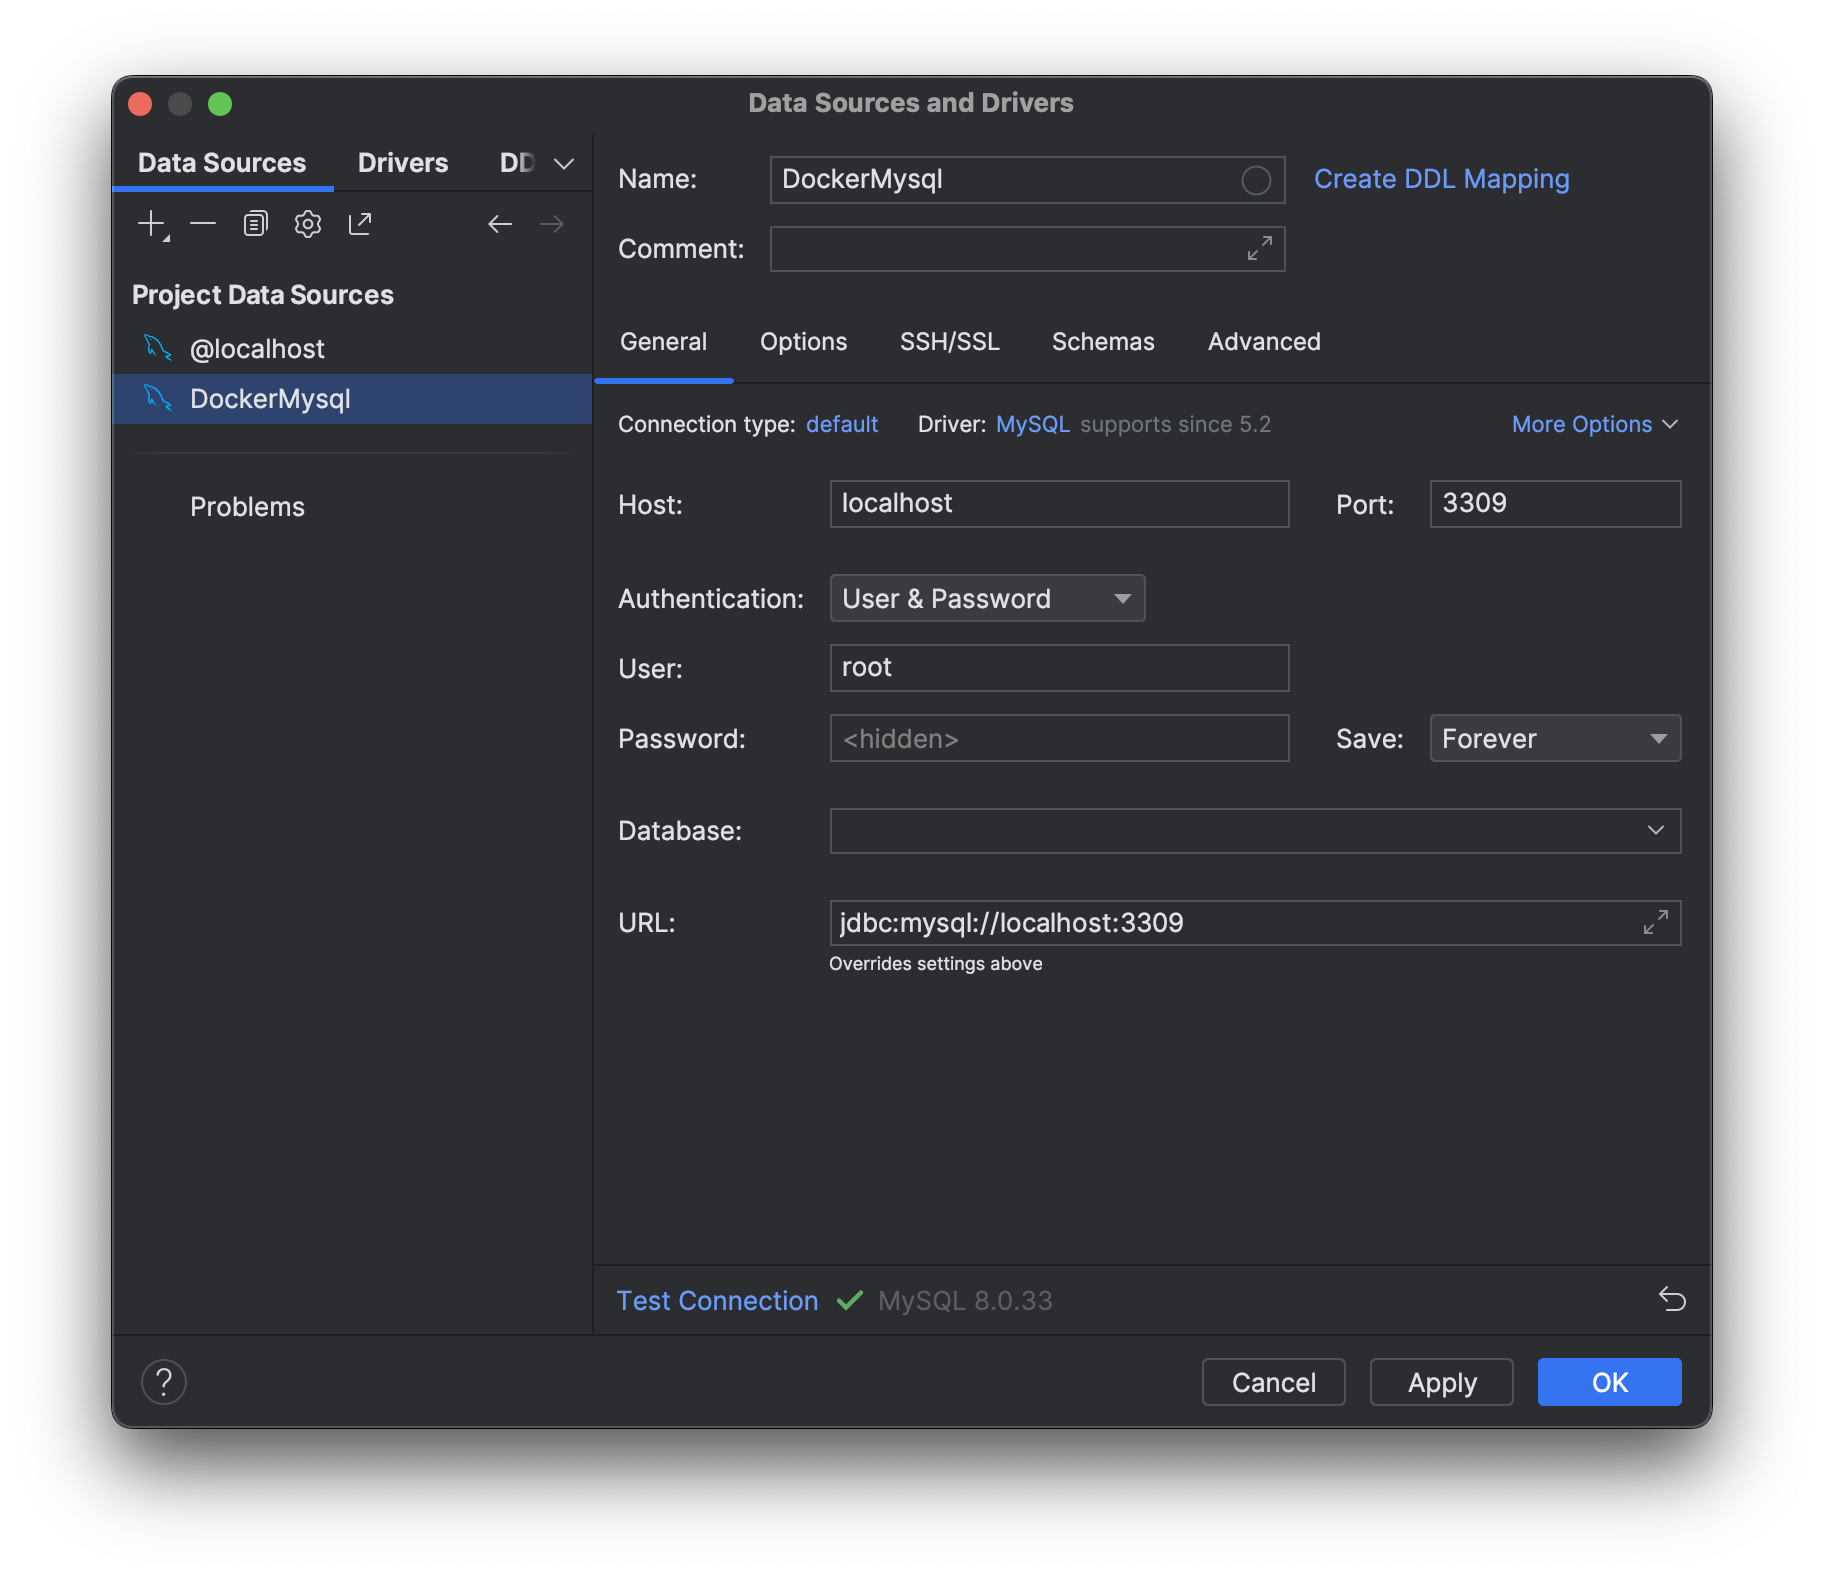 Data Sources and Drivers
Data Sources Drivers DD
Project Data Sources
@localhost
DockerMysql
Problems
Name: DockerMysql Create DDL Mapping
Comment:
General Options SSH/SSL Schemas Advanced
Connection type: default Driver: MySQL supports since 5.2 More Options
Host: localhost Port: 3309
Authentication: User & Password
User: root
Password: <hidden> Save: Forever
Database:
URL: jdbc:mysql://localhost:3309
Overrides settings above
Test Connection MySQL 8.0.33
? Cancel Apply OK